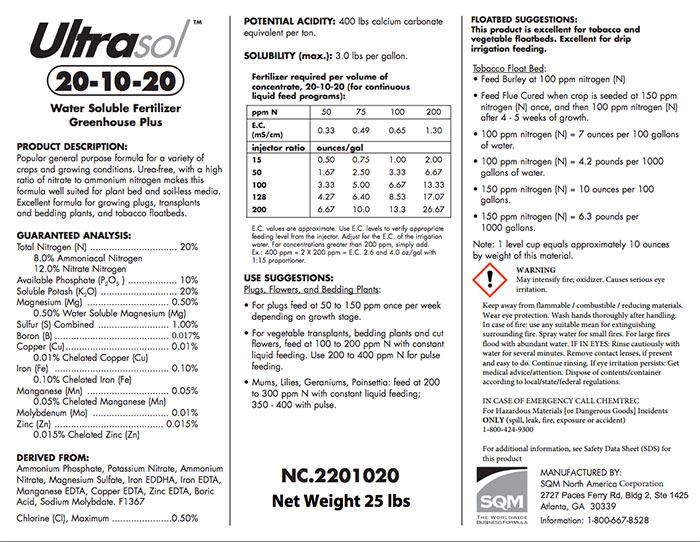 Ultrasol™
20-10-20
Water Soluble Fertilizer
Greenhouse Plus
PRODUCT DESCRIPTION:
Popular general purpose formula for a variety of
crops and growing conditions. Urea-free, with a high
ratio of nitrate to ammonium nitrogen makes this
formula well suited for plant bed and soil-less media.
Excellent formula for growing plugs, transplants
and bedding plants, and tobacco floatbeds.
GUARANTEED ANALYSIS:
Total Nitrogen (N) ............................ 20%
8.0% Ammoniacal Nitrogen
12.0% Nitrate Nitrogen
Available Phosphate (P₂O₅ ) ............... 10%
Soluble Potash (K₂O) ........................ 20%
Magnesium (Mg) .............................. 0.50%
0.50% Water Soluble Magnesium (Mg)
Sulfur (S) Combined ......................... 1.00%
Boron (B) ....................................... 0.017%
Copper (Cu) .................................... 0.01%
0.01% Chelated Copper (Cu)
Iron (Fe) ......................................... 0.10%
0.10% Chelated Iron (Fe)
Manganese (Mn) ............................. 0.05%
0.05% Chelated Manganese (Mn)
Molybdenum (Mo) ............................ 0.01%
Zinc (Zn) ....................................... 0.015%
0.015% Chelated Zinc (Zn)
DERIVED FROM:
Ammonium Phosphate, Potassium Nitrate, Ammonium
Nitrate, Magnesium Sulfate, Iron EDDHA, Iron EDTA,
Manganese EDTA, Copper EDTA, Zinc EDTA, Boric
Acid, Sodium Molybdate. F1367
Chlorine (Cl), Maximum ....................0.50%
POTENTIAL ACIDITY: 400 lbs calcium carbonate
equivalent per ton.
SOLUBILITY (max.): 3.0 lbs per gallon.
Fertilizer required per volume of
concentrate, 20-10-20 (for continuous
liquid feed programs):
ppm N 50 75 100 200
E.C.
(mS/cm) 0.33 0.49 0.65 1.30
injector ratio ounces/gal
15 0.50 0.75 1.00 2.00
50 1.67 2.50 3.33 6.67
100 3.33 5.00 6.67 13.33
128 4.27 6.40 8.53 17.07
200 6.67 10.0 13.3 26.67
E.C. values are approximate. Use E.C. levels to verify appropriate
feeding level from the injector. Adjust for the E.C. of the irrigation
water. For concentrations greater than 200 ppm, simply add.
Ex.: 400 ppm = 2 X 200 ppm = E.C. 2.6 and 4.0 oz/gal with
1:15 proportioner.
USE SUGGESTIONS:
Plugs, Flowers, and Bedding Plants:
• For plugs feed at 50 to 150 ppm once per week
depending on growth stage.
• For vegetable transplants, bedding plants and cut
flowers, feed at 100 to 200 ppm N with constant
liquid feeding. Use 200 to 400 ppm N for pulse
feeding.
• Mums, Lilies, Geraniums, Poinsettia: feed at 200
to 300 ppm N with constant liquid feeding;
350 - 400 with pulse.
NC.2201020
Net Weight 25 lbs
FLOATBED SUGGESTIONS:
This product is excellent for tobacco and
vegetable floatbeds. Excellent for drip
irrigation feeding.
Tobacco Float Bed:
• Feed Burley at 100 ppm nitrogen (N)
• Feed Flue Cured when crop is seeded at 150 ppm
nitrogen (N) once, and then 100 ppm nitrogen (N)
after 4 - 5 weeks of growth.
• 100 ppm nitrogen (N) = 7 ounces per 100 gallons
of water.
• 100 ppm nitrogen (N) = 4.2 pounds per 1000
gallons of water.
• 150 ppm nitrogen (N) = 10 ounces per 100
gallons.
• 150 ppm nitrogen (N) = 6.3 pounds per
1000 gallons.
Note: 1 level cup equals approximately 10 ounces
by weight of this material.
WARNING
May intensify fire; oxidizer. Causes serious eye
irritation.
Keep away from flammable / combustible / reducing materials.
Wear eye protection. Wash hands thoroughly after handling.
In case of fire: use any suitable mean for extinguishing
surrounding fire. Spray water for small fires. For large fires
flood with abundant water. IF IN EYES: Rinse cautiously with
water for several minutes. Remove contact lenses, if present
and easy to do. Continue rinsing. If eye irritation persists: Get
medical advice/attention. Dispose of contents/container
according to local/state/federal regulations.
IN CASE OF EMERGENCY CALL CHEMTREC
For Hazardous Materials [or Dangerous Goods] Incidents
ONLY (spill, leak, fire, exposure or accident)
1-800-424-9300
For additional information, see Safety Data Sheet (SDS) for
this product
SQM
THE WORLDWIDE
BUSINESS FORMULA
MANUFACTURED BY:
SQM North America Corporation
2727 Paces Ferry Rd, Bldg 2, Ste 1425
Atlanta, GA 30339
Information: 1-800-667-8528